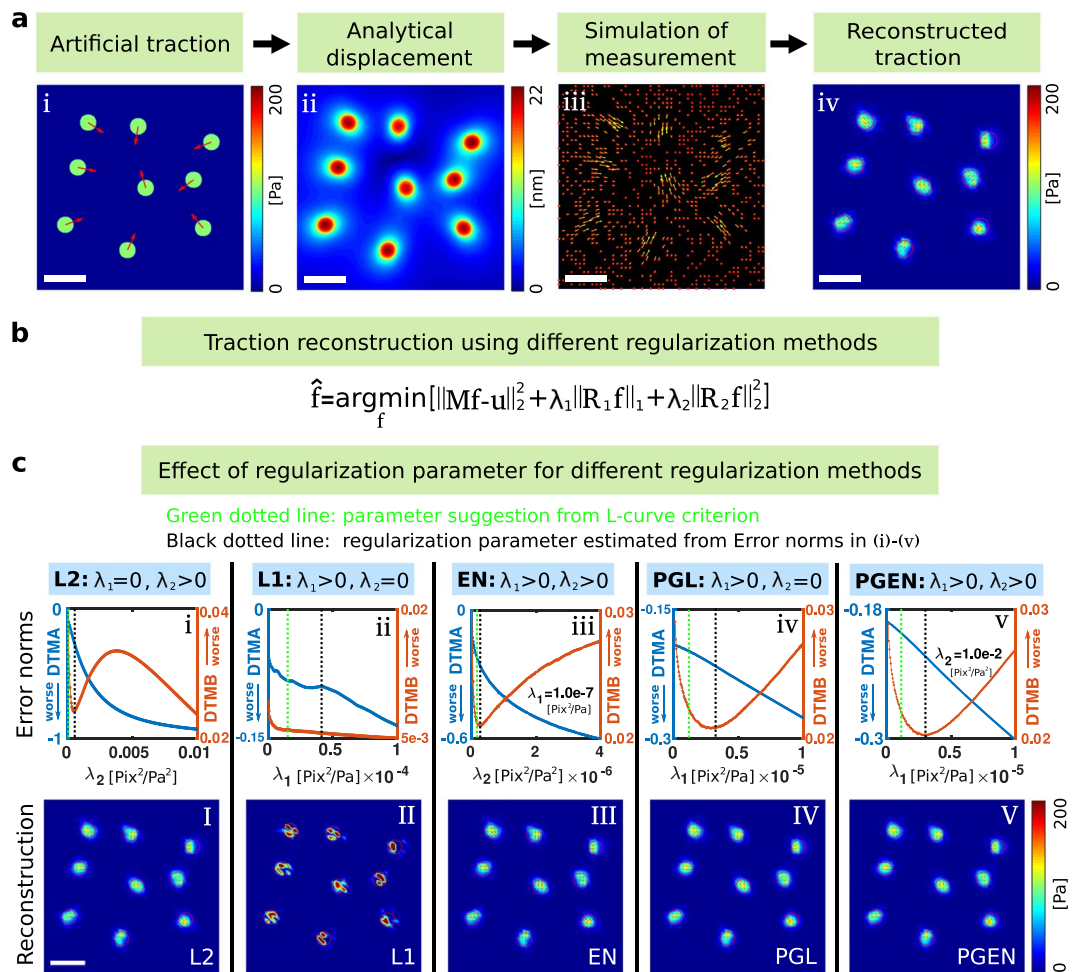 a
Artificial traction
Analytical
displacement
Simulation of
measurement
Reconstructed
traction
i
200
[Pa]
0
ii
22
[nm]
0
iii
iv
200
[Pa]
0
b
Traction reconstruction using different regularization methods
f̂=argmin[||Mf-u||₂²+λ₁||R₁f||₁+λ₂||R₂f||₂²]
f
c
Effect of regularization parameter for different regularization methods
Green dotted line: parameter suggestion from L-curve criterion
Black dotted line: regularization parameter estimated from Error norms in (i)-(v)
L2: λ₁=0, λ₂>0
L1: λ₁>0, λ₂=0
EN: λ₁>0, λ₂>0
PGL: λ₁>0, λ₂=0
PGEN: λ₁>0, λ₂>0
Error norms
i
0
-1
worse DTMA
0.04
0.02
DTMB worse
0 0.005 0.01
λ₂ [Pix²/Pa²]
ii
0
-0.15
worse DTMA
0.02
5e-3
DTMB worse
0 0.5 1
λ₁ [Pix²/Pa]×10⁻⁴
iii
0
-0.6
worse DTMA
0.03
0.02
DTMB worse
λ₁=1.0e-7
[Pix²/Pa]
0 2 4
λ₂ [Pix²/Pa²]×10⁻⁶
iv
-0.15
-0.3
worse DTMA
0.03
0.02
DTMB worse
0 0.5 1
λ₁ [Pix²/Pa]×10⁻⁵
v
-0.18
-0.3
worse DTMA
0.03
0.02
DTMB worse
λ₂=1.0e-2
[Pix²/Pa²]
0 0.5 1
λ₁ [Pix²/Pa]×10⁻⁵
Reconstruction
I
L2
II
L1
III
EN
IV
PGL
V
PGEN
200
[Pa]
0